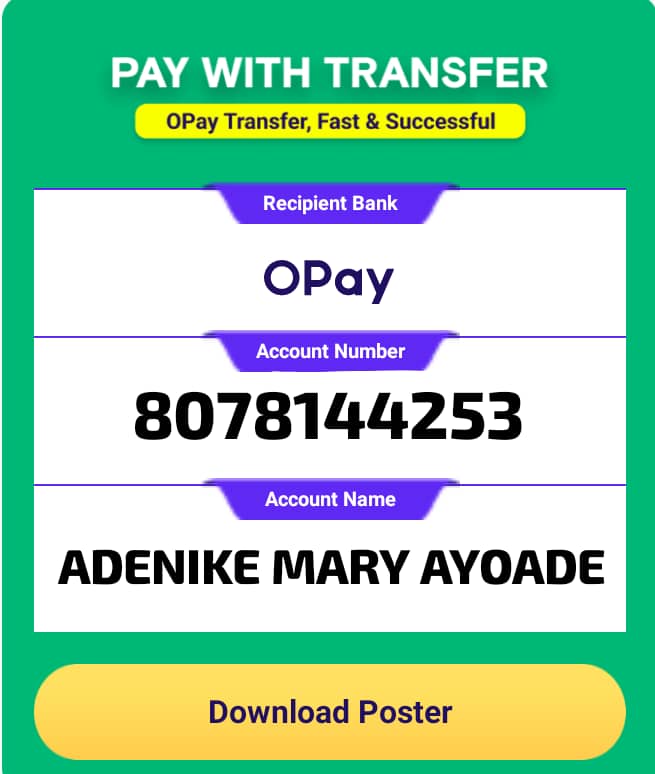 PAY WITH TRANSFER
OPay Transfer, Fast & Successful
Recipient Bank
OPay
Account Number
8078144253
Account Name
ADENIKE MARY AYOADE
Download Poster